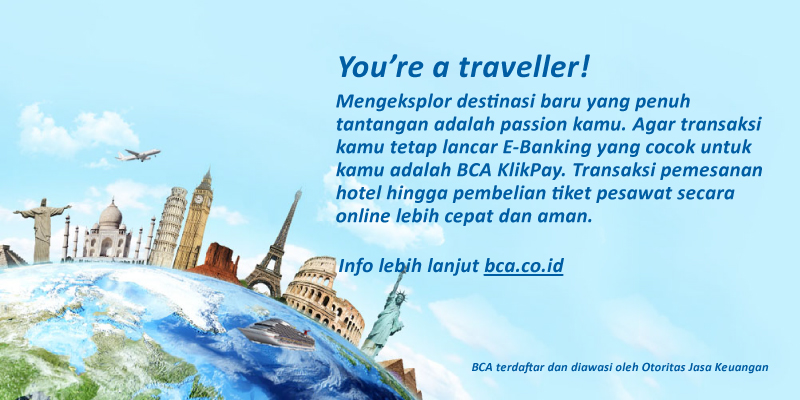 You’re a traveller!
Mengeksplor destinasi baru yang penuh
tantangan adalah passion kamu. Agar transaksi
kamu tetap lancar E-Banking yang cocok untuk
kamu adalah BCA KlikPay. Transaksi pemesanan
hotel hingga pembelian tiket pesawat secara
online lebih cepat dan aman.
Info lebih lanjut bca.co.id
BCA terdaftar dan diawasi oleh Otoritas Jasa Keuangan